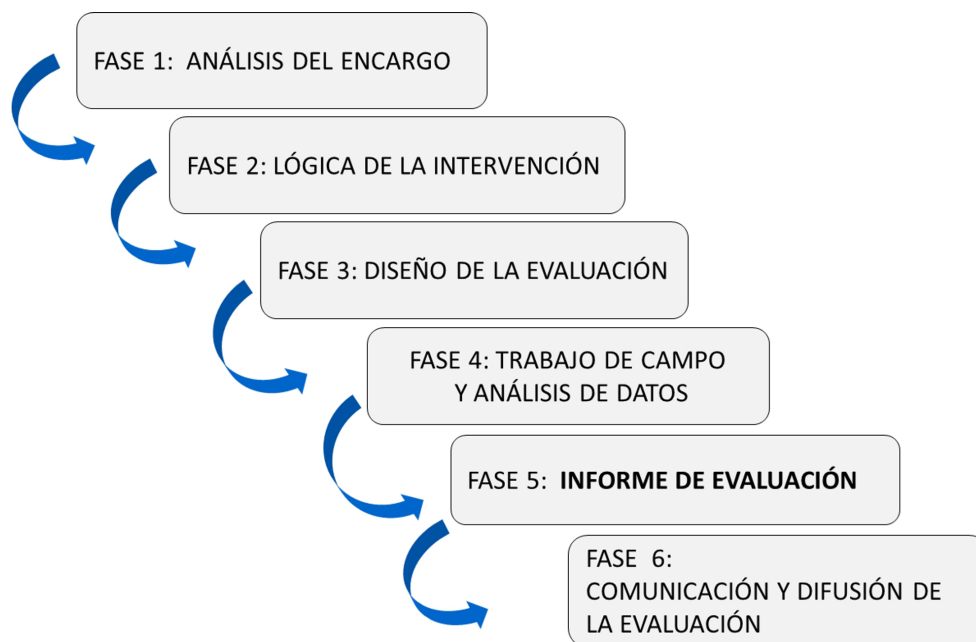 FASE 1: ANÁLISIS DEL ENCARGO
FASE 2: LÓGICA DE LA INTERVENCIÓN
FASE 3: DISEÑO DE LA EVALUACIÓN
FASE 4: TRABAJO DE CAMPO
Y ANÁLISIS DE DATOS
FASE 5: INFORME DE EVALUACIÓN
FASE 6:
COMUNICACIÓN Y DIFUSIÓN DE
LA EVALUACIÓN